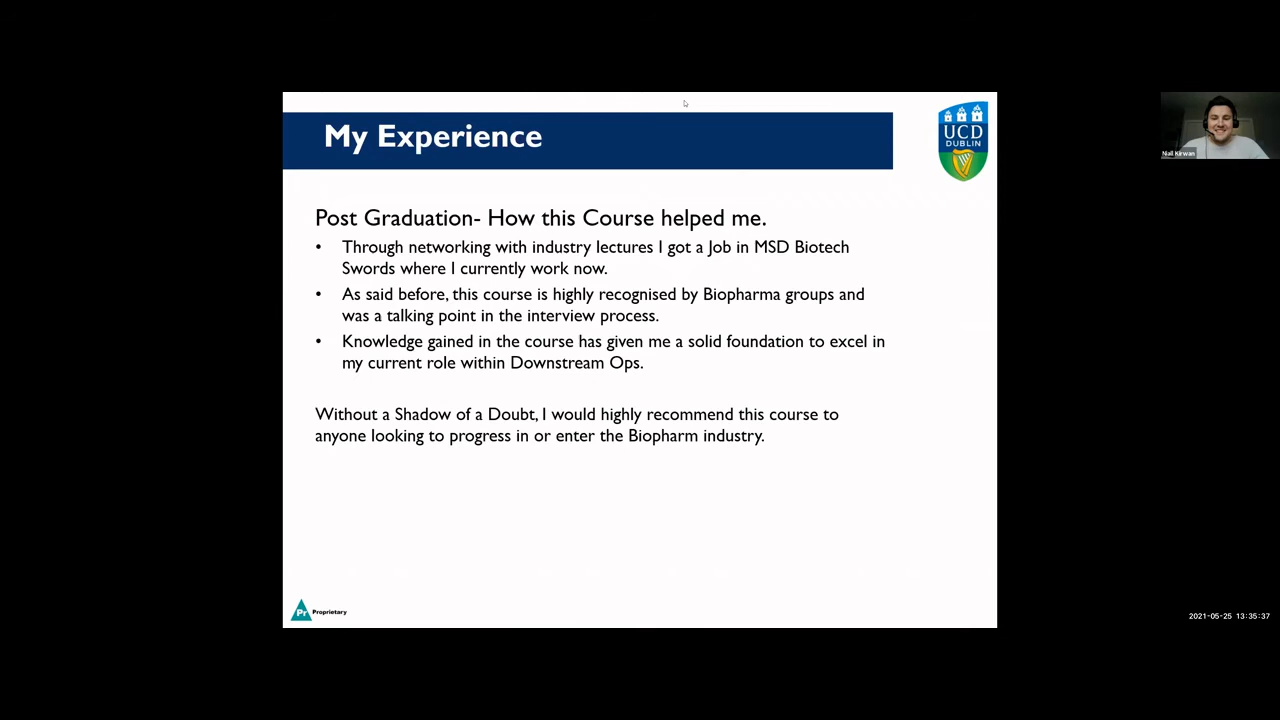 My Experience
UCD
DUBLIN
Niall Kirwan
Post Graduation- How this Course helped me.
• Through networking with industry lectures I got a Job in MSD Biotech
Swords where I currently work now.
• As said before, this course is highly recognised by Biopharma groups and
was a talking point in the interview process.
• Knowledge gained in the course has given me a solid foundation to excel in
my current role within Downstream Ops.
Without a Shadow of a Doubt, I would highly recommend this course to
anyone looking to progress in or enter the Biopharm industry.
Pr Proprietary
2021-05-25 13:35:37